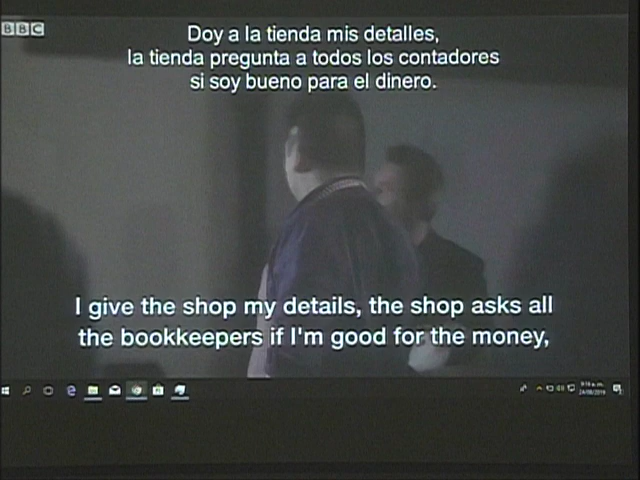 BBC
Doy a la tienda mis detalles,
la tienda pregunta a todos los contadores
si soy bueno para el dinero.
I give the shop my details, the shop asks all
the bookkeepers if I'm good for the money,